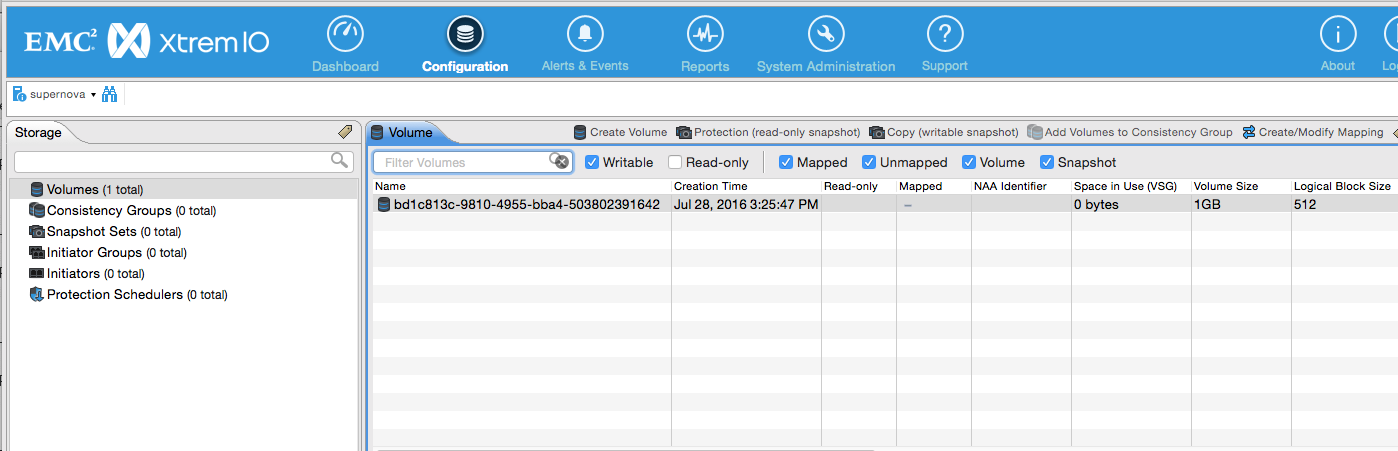 EMC² XtremIO
Dashboard Configuration Alerts & Events Reports System Administration Support About
supernova
Storage
Volumes (1 total)
Consistency Groups (0 total)
Snapshot Sets (0 total)
Initiator Groups (0 total)
Initiators (0 total)
Protection Schedulers (0 total)
Volume Create Volume Protection (read-only snapshot) Copy (writable snapshot) Add Volumes to Consistency Group Create/Modify Mapping
Filter Volumes Writable Read-only Mapped Unmapped Volume Snapshot
Name Creation Time Read-only Mapped NAA Identifier Space in Use (VSG) Volume Size Logical Block Size
bd1c813c-9810-4955-bba4-503802391642 Jul 28, 2016 3:25:47 PM – 0 bytes 1GB 512